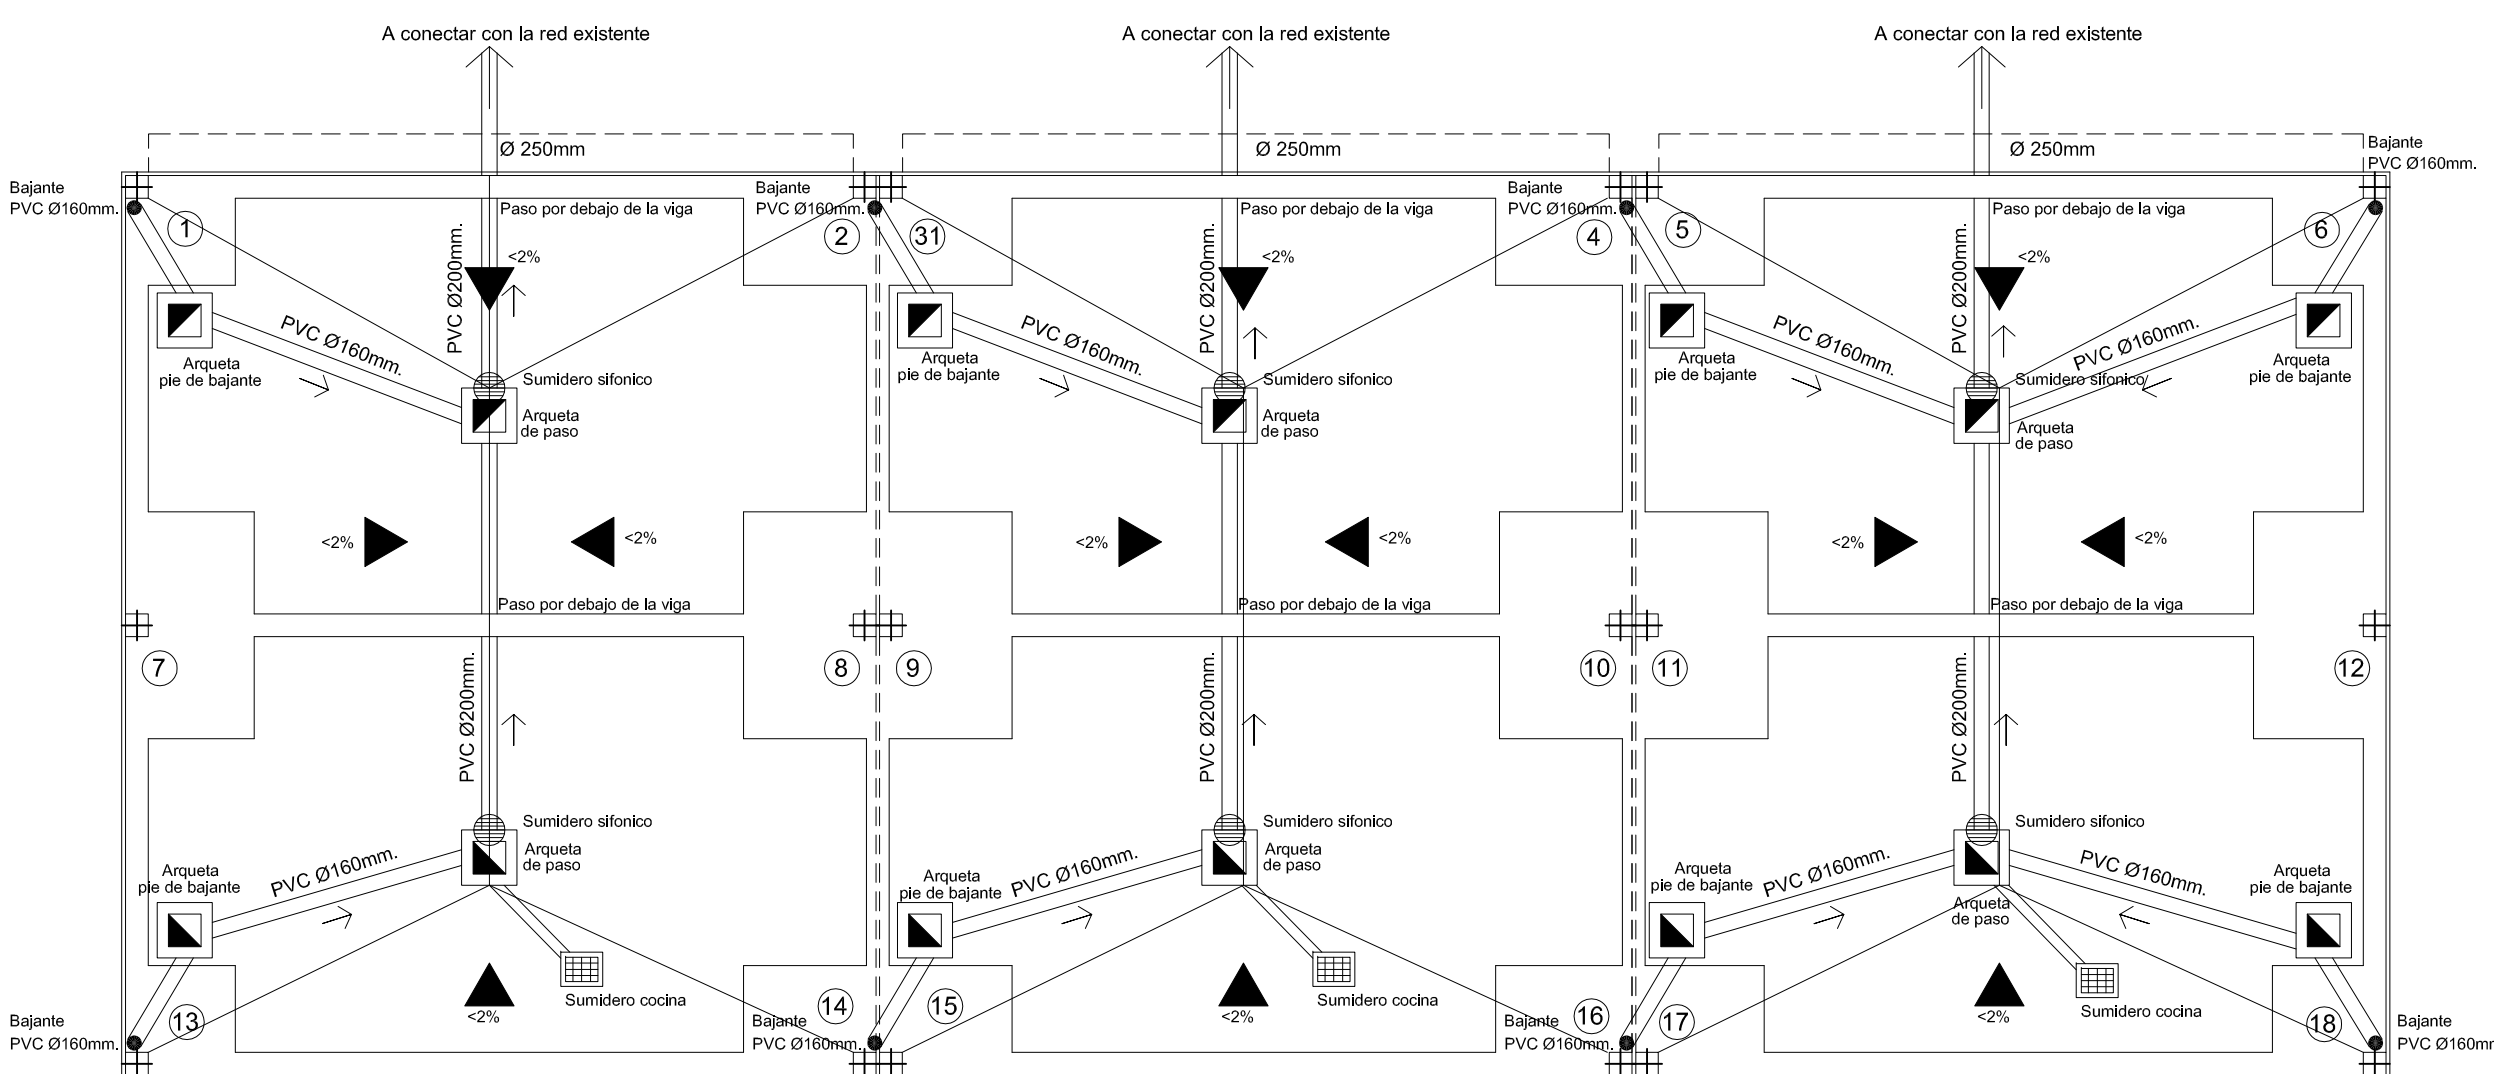 A conectar con la red existente
A conectar con la red existente
A conectar con la red existente
Ø 250mm
Ø 250mm
Ø 250mm
Bajante
PVC Ø160mm.
Bajante
PVC Ø160mm.
Bajante
PVC Ø160mm.
Bajante
PVC Ø160mm.
Paso por debajo de la viga
Paso por debajo de la viga
Paso por debajo de la viga
1
2
31
4
5
6
PVC Ø200mm.
<2%
PVC Ø200mm.
<2%
PVC Ø200mm.
<2%
PVC Ø160mm.
PVC Ø160mm.
PVC Ø160mm.
PVC Ø160mm.
Arqueta
pie de bajante
Sumidero sifonico
Arqueta
de paso
Arqueta
pie de bajante
Sumidero sifonico
Arqueta
de paso
Arqueta
pie de bajante
Sumidero sifonico
Arqueta
de paso
Arqueta
pie de bajante
<2%
<2%
<2%
<2%
<2%
<2%
Paso por debajo de la viga
Paso por debajo de la viga
Paso por debajo de la viga
7
8
9
10
11
12
PVC Ø200mm.
PVC Ø200mm.
PVC Ø200mm.
Sumidero sifonico
Arqueta
de paso
Sumidero sifonico
Arqueta
de paso
Sumidero sifonico
Arqueta
de paso
PVC Ø160mm.
PVC Ø160mm.
PVC Ø160mm.
PVC Ø160mm.
Arqueta
pie de bajante
Arqueta
pie de bajante
Arqueta
pie de bajante
Arqueta
pie de bajante
Sumidero cocina
Sumidero cocina
Sumidero cocina
<2%
<2%
<2%
13
14
15
16
17
18
Bajante
PVC Ø160mm.
Bajante
PVC Ø160mm.
Bajante
PVC Ø160mm.
Bajante
PVC Ø160mr